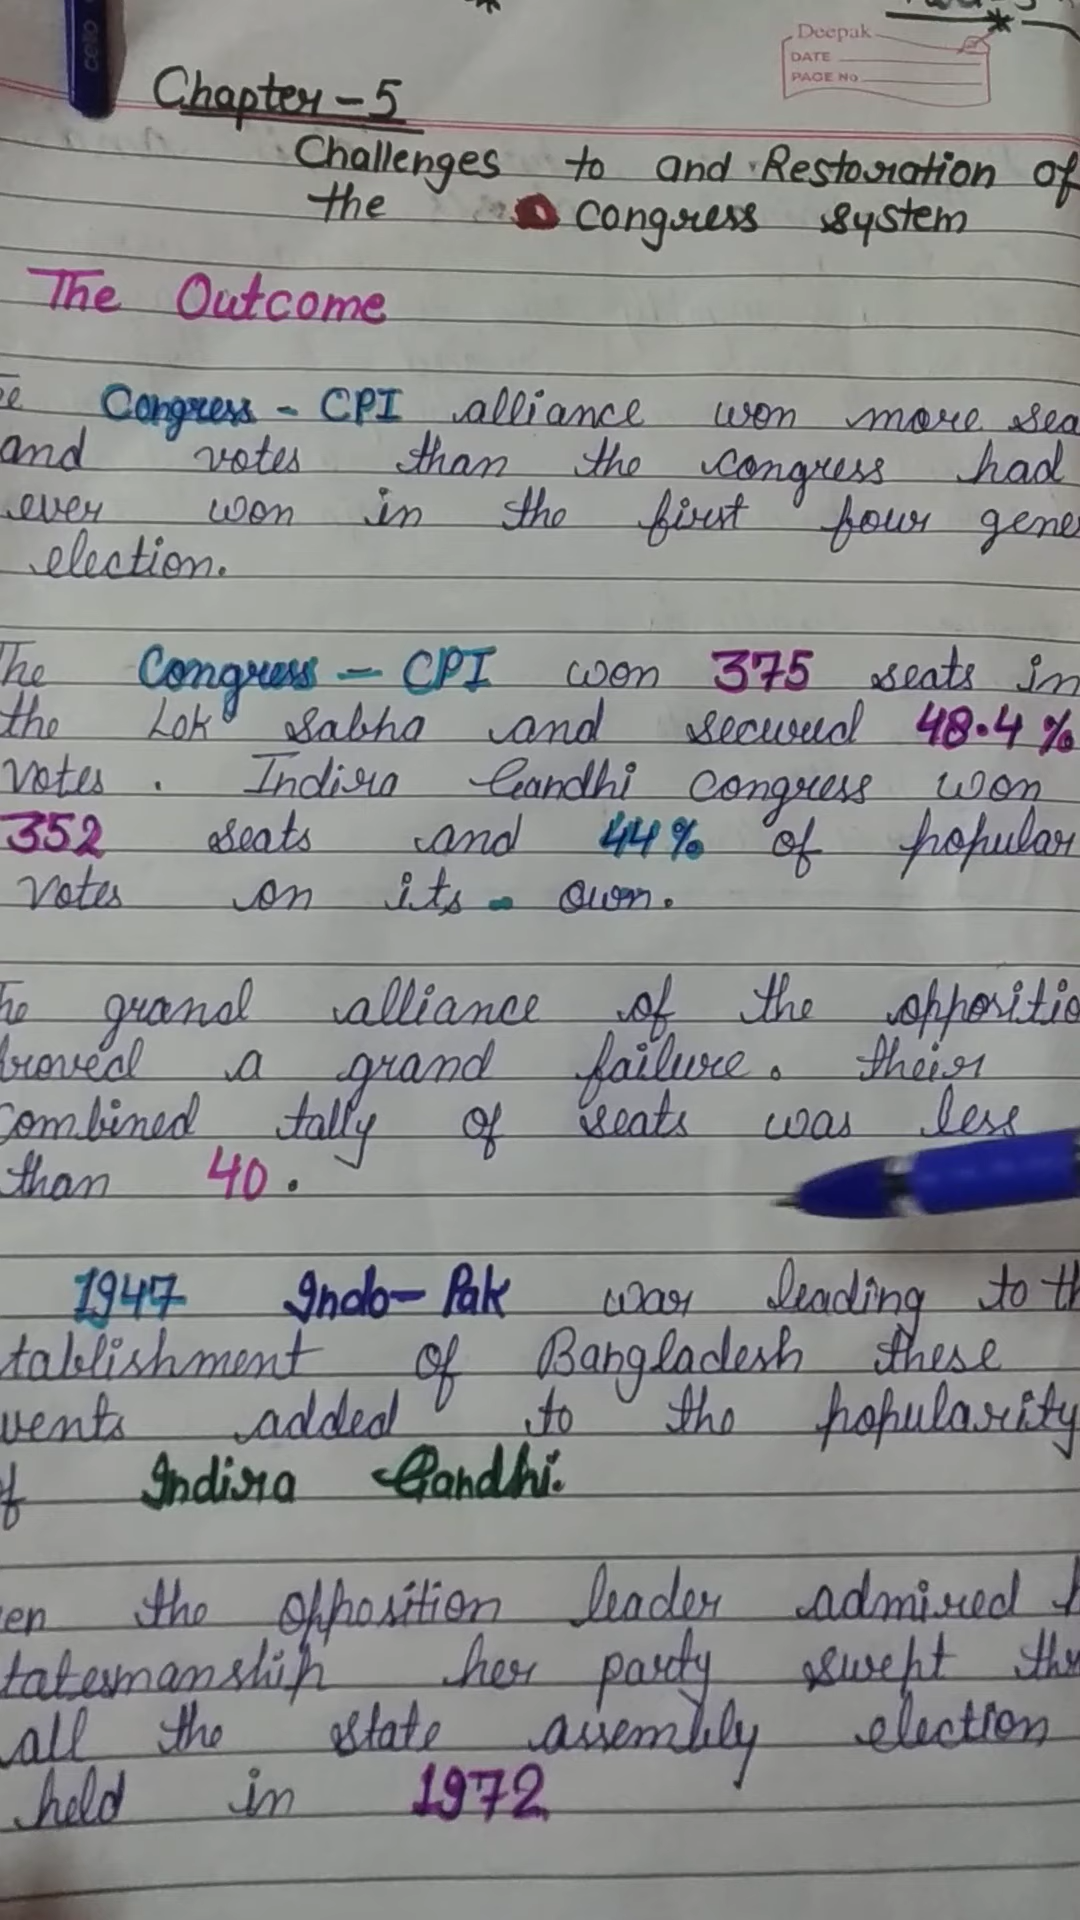 cello
Deepak
DATE
PAGE No
Chapter-5
Challenges to and Restoration of
the congress system
The Outcome
Congress - CPI alliance won more sea
and votes than the congress had
ever won in the first four gene
election.
The Congress - CPI won 375 seats in
the Lok Sabha and secured 48.4%
votes. Indira Gandhi congress won
352 seats and 44% of popular
votes on its own.
grand alliance of the oppositio
proved a grand failure. their
combined tally of seats was less
than 40.
1947 Indo-Pak war leading to th
tablishment of Bangladesh these
vents added to the popularity
f Indira Gandhi.
en the opposition leader admired h
tatesmanship her party swept thr
all the state assembly election
held in 1972